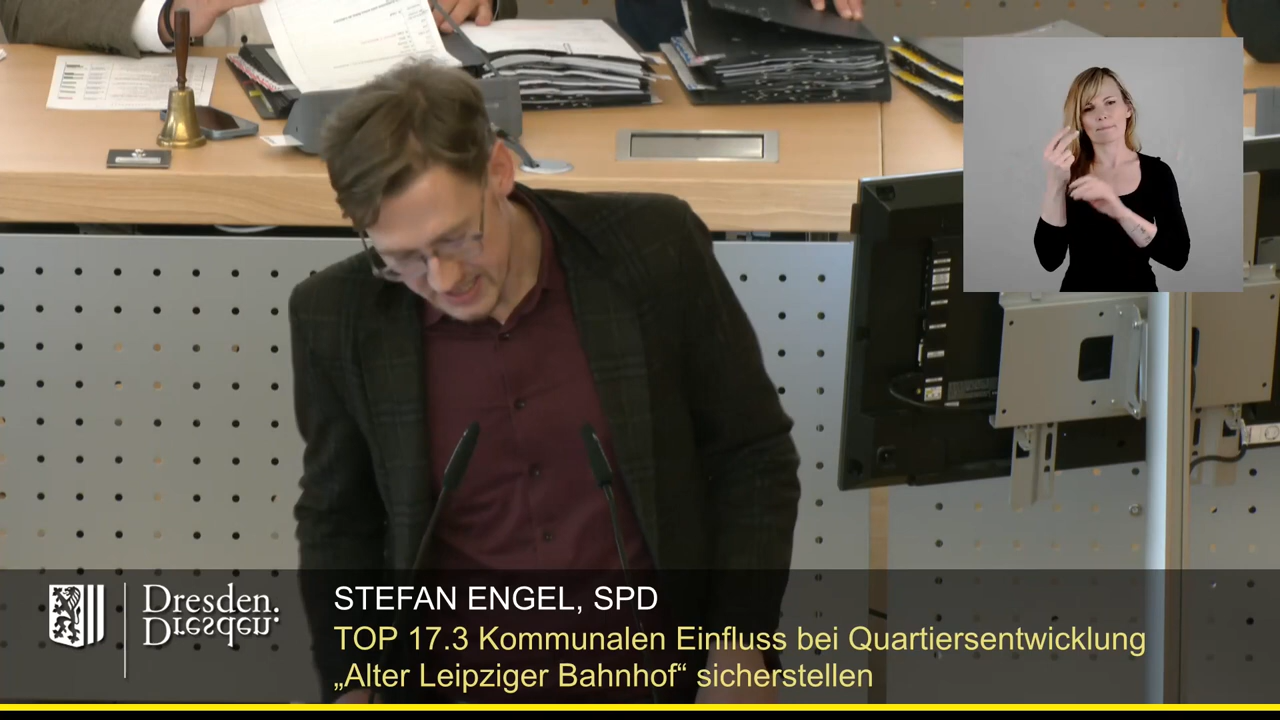 Dresden.
STEFAN ENGEL, SPD
TOP 17.3 Kommunalen Einfluss bei Quartiersentwicklung
„Alter Leipziger Bahnhof“ sicherstellen